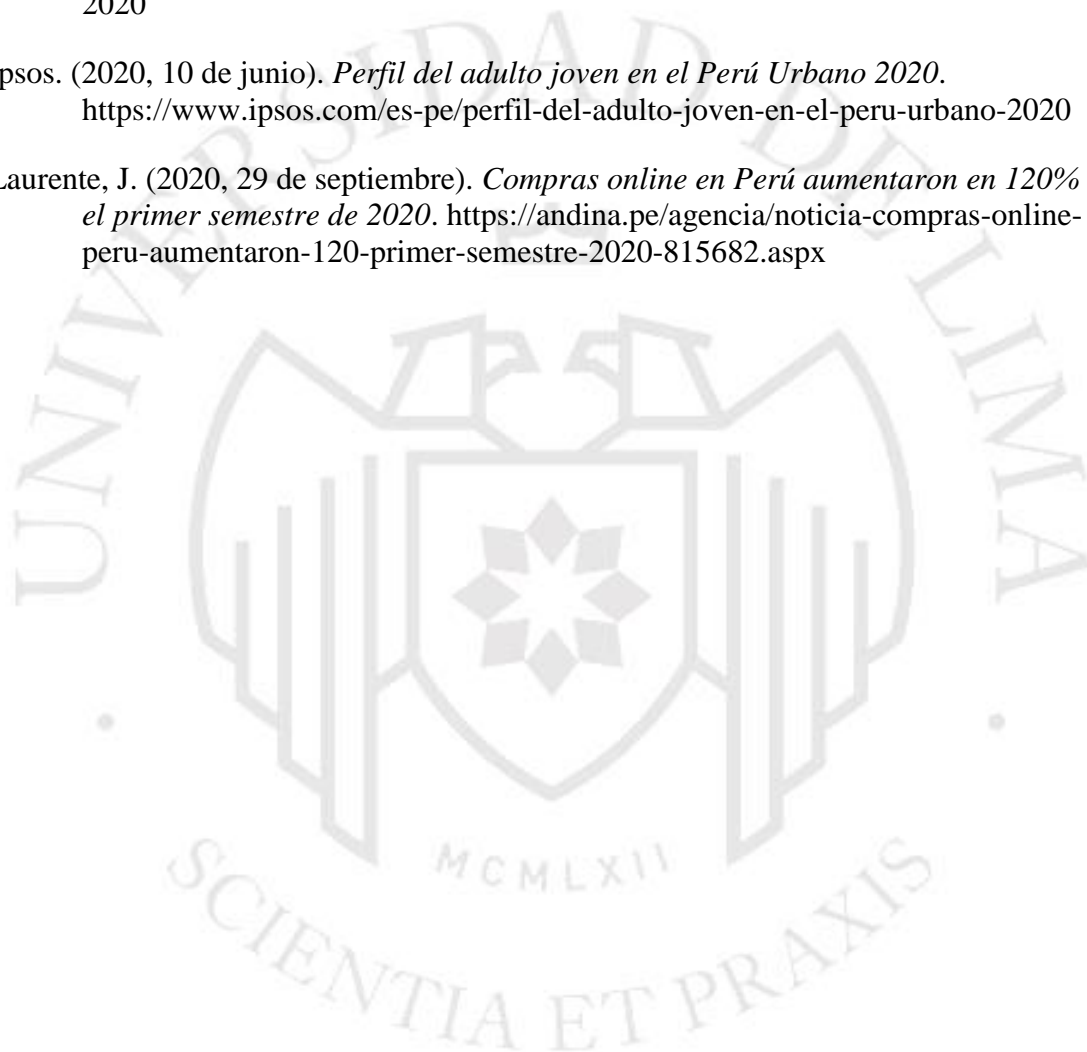 2020
psos. (2020, 10 de junio). Perfil del adulto joven en el Perú Urbano 2020.
https://www.ipsos.com/es-pe/perfil-del-adulto-joven-en-el-peru-urbano-2020
Laurente, J. (2020, 29 de septiembre). Compras online en Perú aumentaron en 120%
el primer semestre de 2020. https://andina.pe/agencia/noticia-compras-online-
peru-aumentaron-120-primer-semestre-2020-815682.aspx
UNIVERSIDAD DE LIMA
MCMLXII
SCIENTIA ET PRAXIS